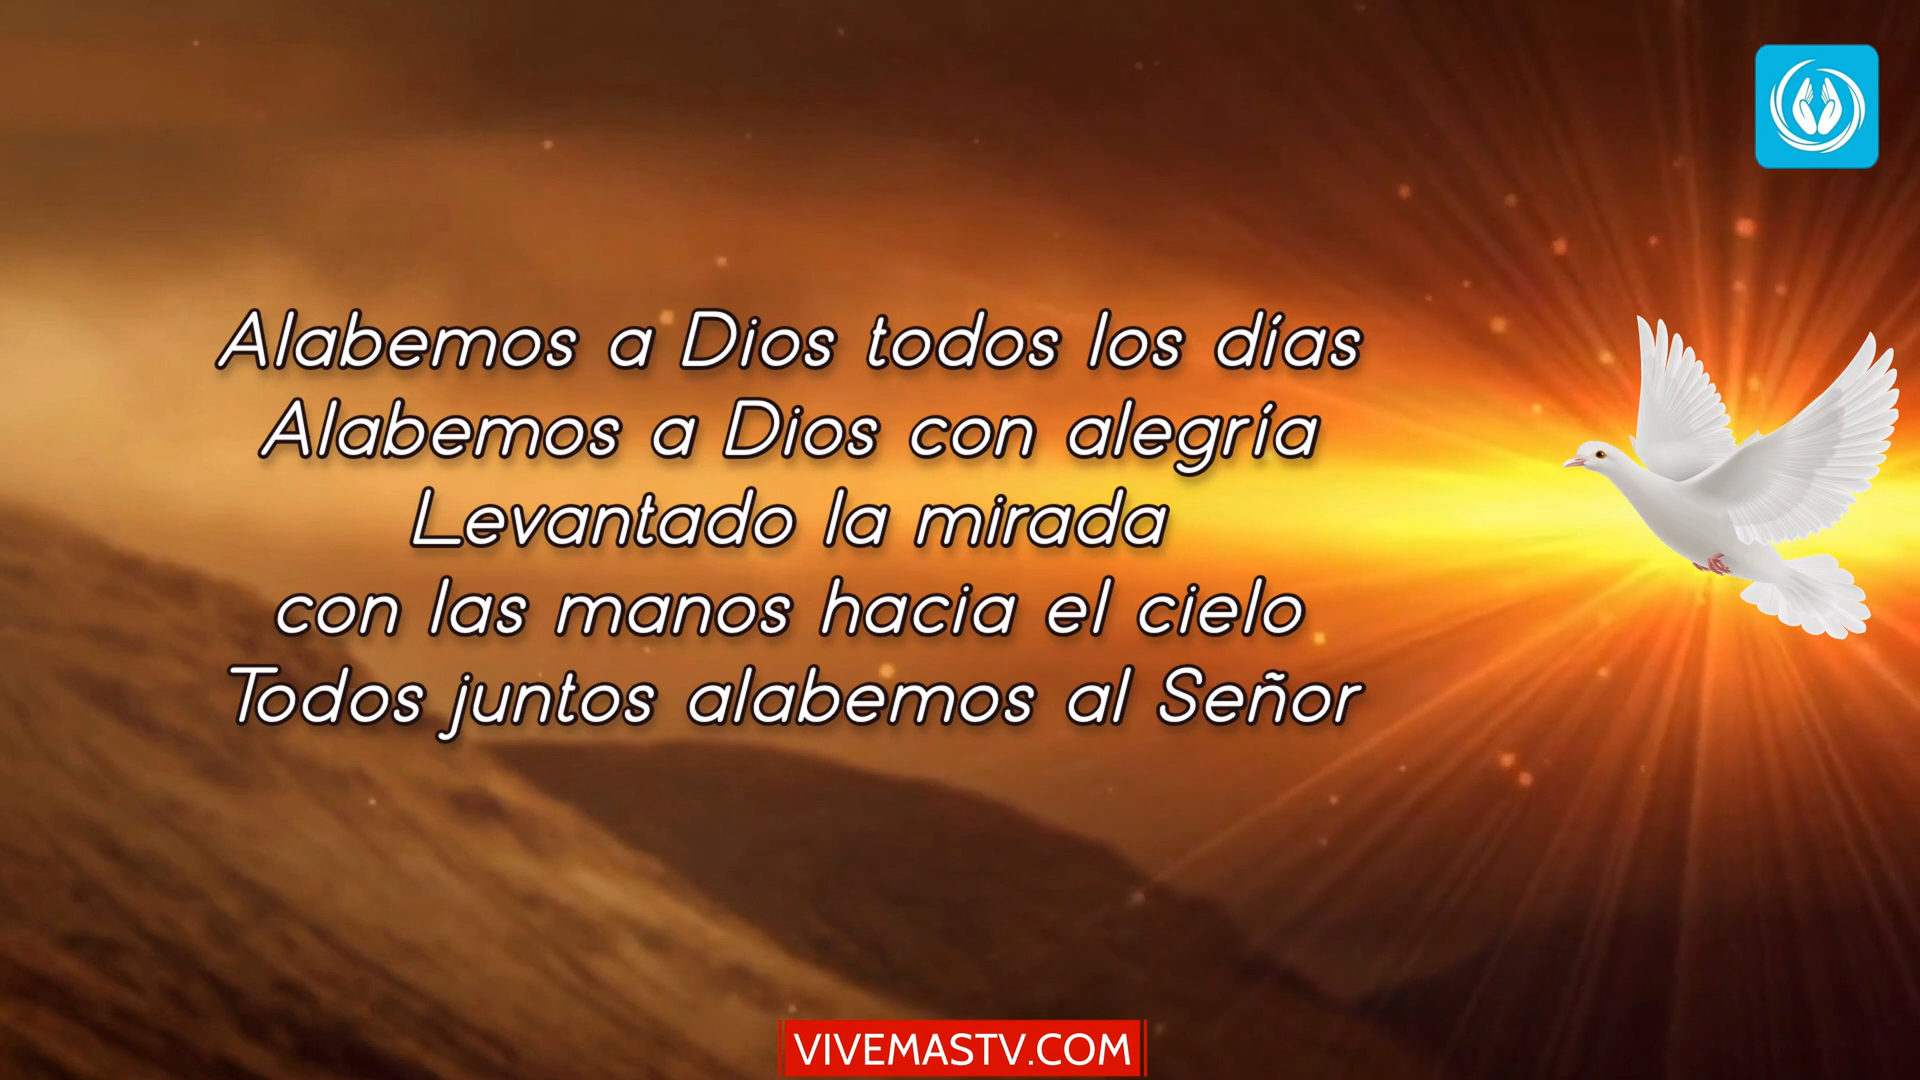 Alabemos a Dios todos los días
Alabemos a Dios con alegría
Levantado la mirada
con las manos hacia el cielo
Todos juntos alabemos al Señor
VIVEMASTV.COM